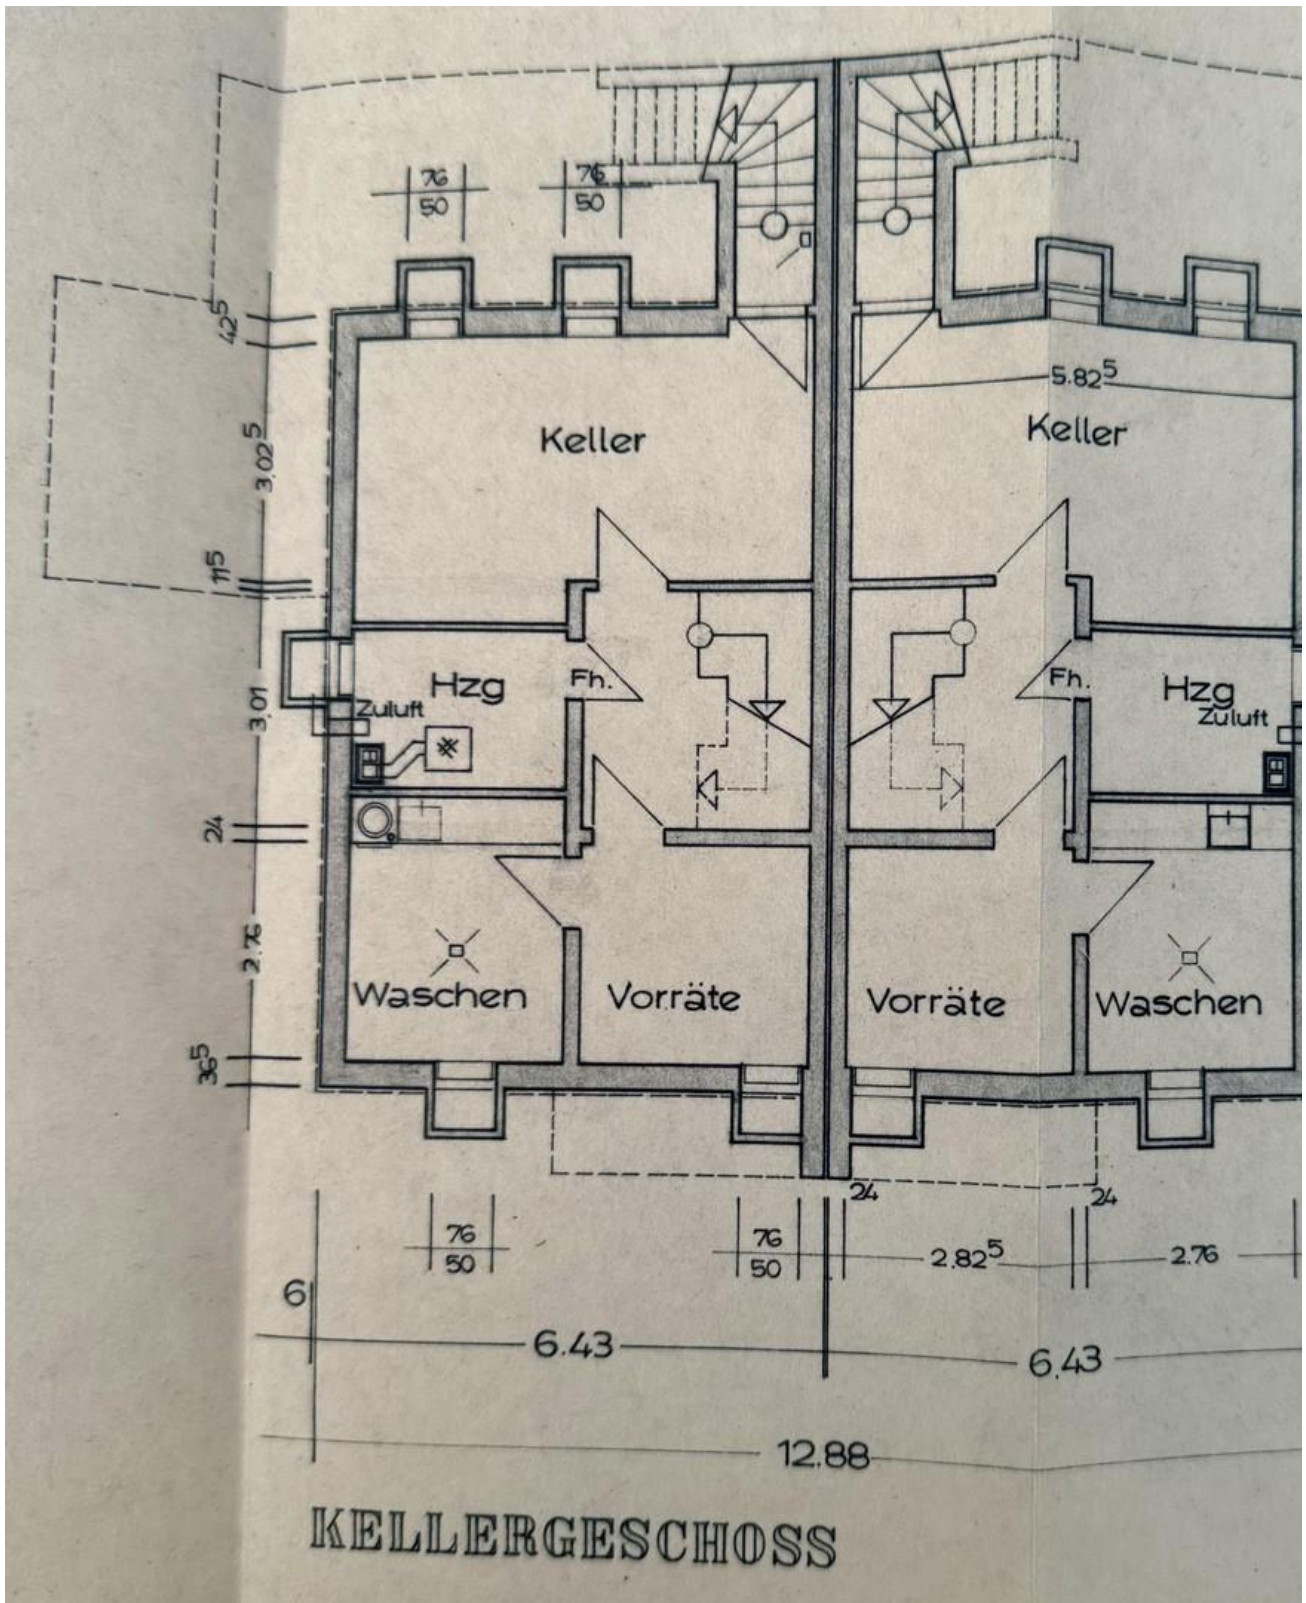 76
50
76
50
42⁵
5.82⁵
Keller
Keller
3.02⁵
11⁵
Hzg
Fh.
Fh.
Hzg
Zuluft
Zuluft
3,01
24
2.76
Waschen
Vorräte
Vorräte
Waschen
36⁵
24
24
76
50
76
50
2.82⁵
2.76
6
6.43
6.43
12.88
KELLERGESCHOSS